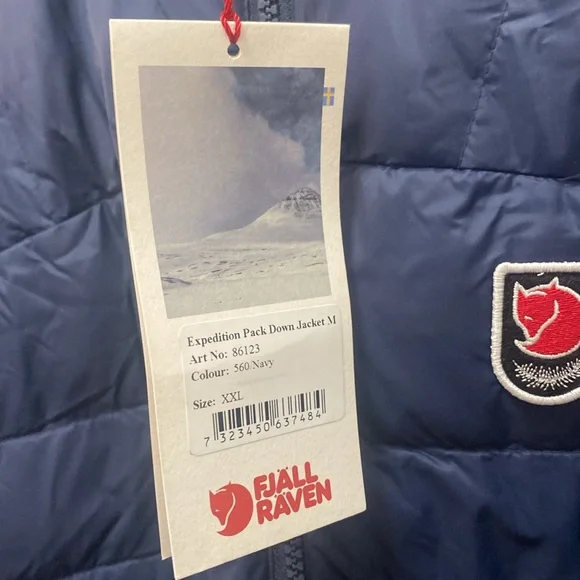 Expedition Pack Down Jacket M
Art No: 86123
Colour: 560/Navy
Size: XXL
7 323450 637484
FJÄLL
RÄVEN